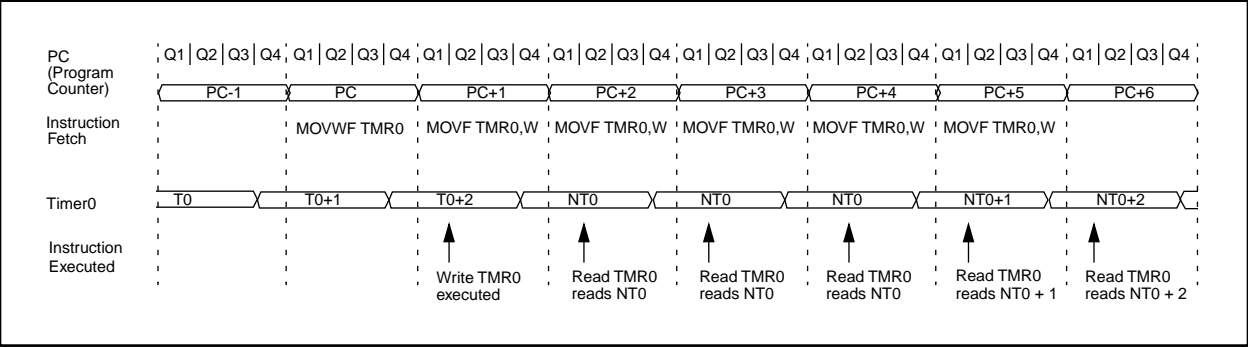 PC
(Program
Counter)
Q1 Q2 Q3 Q4 Q1 Q2 Q3 Q4 Q1 Q2 Q3 Q4 Q1 Q2 Q3 Q4 Q1 Q2 Q3 Q4 Q1 Q2 Q3 Q4 Q1 Q2 Q3 Q4 Q1 Q2 Q3 Q4
PC-1 PC PC+1 PC+2 PC+3 PC+4 PC+5 PC+6
Instruction
Fetch
MOVWF TMR0 MOVF TMR0,W MOVF TMR0,W MOVF TMR0,W MOVF TMR0,W MOVF TMR0,W
Timer0
T0 T0+1 T0+2 NT0 NT0 NT0 NT0+1 NT0+2
Instruction
Executed
Write TMR0
executed
Read TMR0
reads NT0
Read TMR0
reads NT0
Read TMR0
reads NT0
Read TMR0
reads NT0 + 1
Read TMR0
reads NT0 + 2